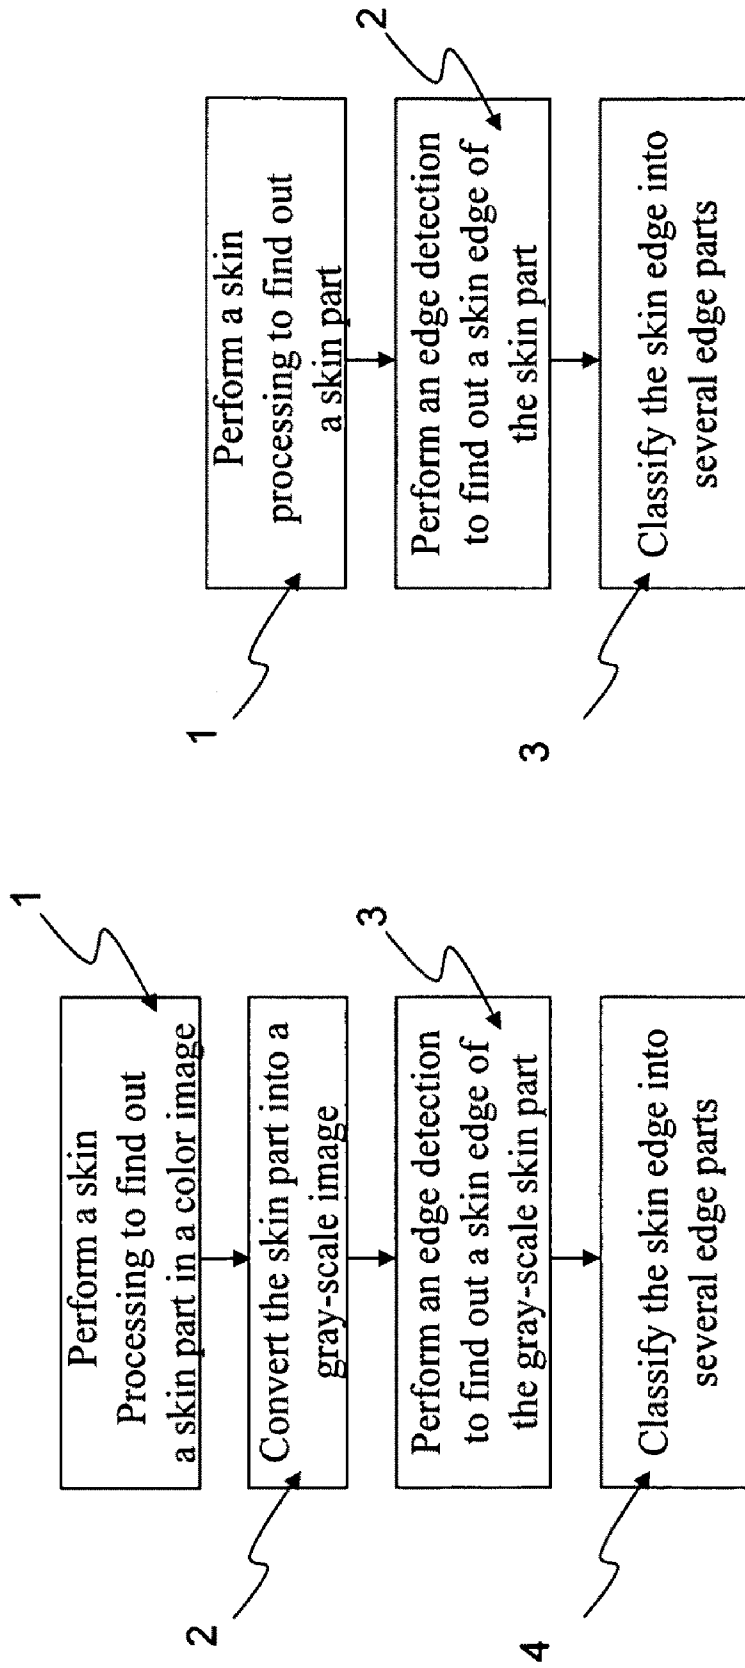 Perform a skin
Processing to find out
a skin part in a color image
1
2
Convert the skin part into a
gray-scale image
Perform an edge detection
to find out a skin edge of
the gray-scale skin part
3
4
Classify the skin edge into
several edge parts
1
Perform a skin
processing to find out
a skin part
Perform an edge detection
to find out a skin edge of
the skin part
2
3
Classify the skin edge into
several edge parts